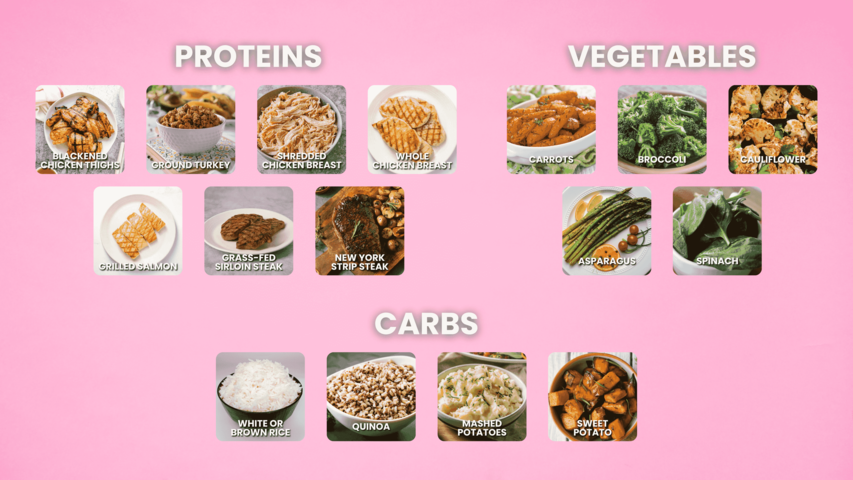 PROTEINS
VEGETABLES
BLACKENED
CHICKEN THIGHS
GROUND TURKEY
SHREDDED
CHICKEN BREAST
WHOLE
CHICKEN BREAST
CARROTS
BROCCOLI
CAULIFLOWER
GRILLED SALMON
GRASS-FED
SIRLOIN STEAK
NEW YORK
STRIP STEAK
ASPARAGUS
SPINACH
CARBS
WHITE OR
BROWN RICE
QUINOA
MASHED
POTATOES
SWEET
POTATO